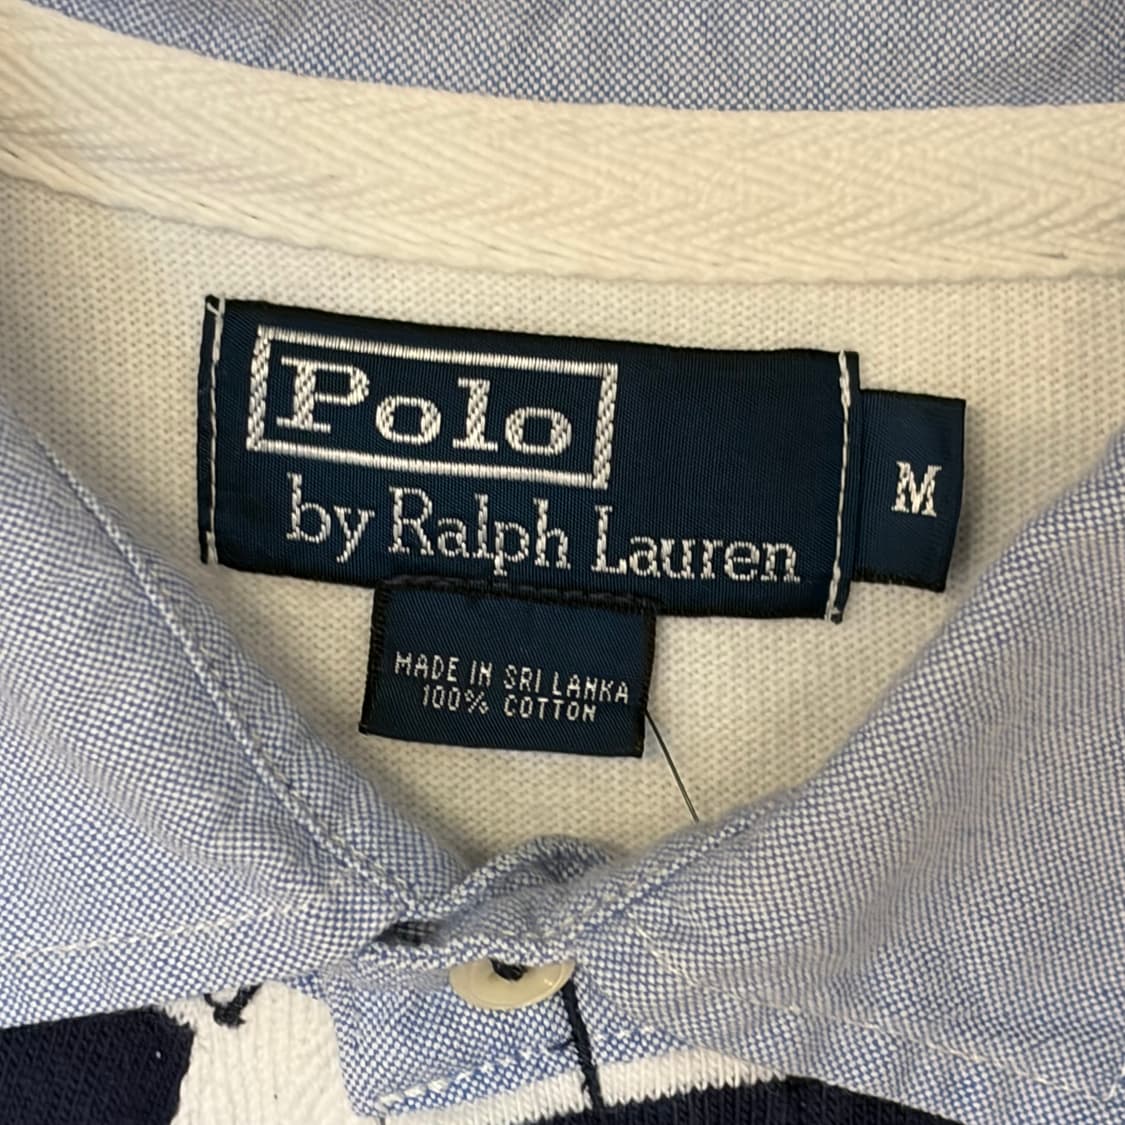 Polo
by Ralph Lauren
M
MADE IN SRI LANKA
100% COTTON